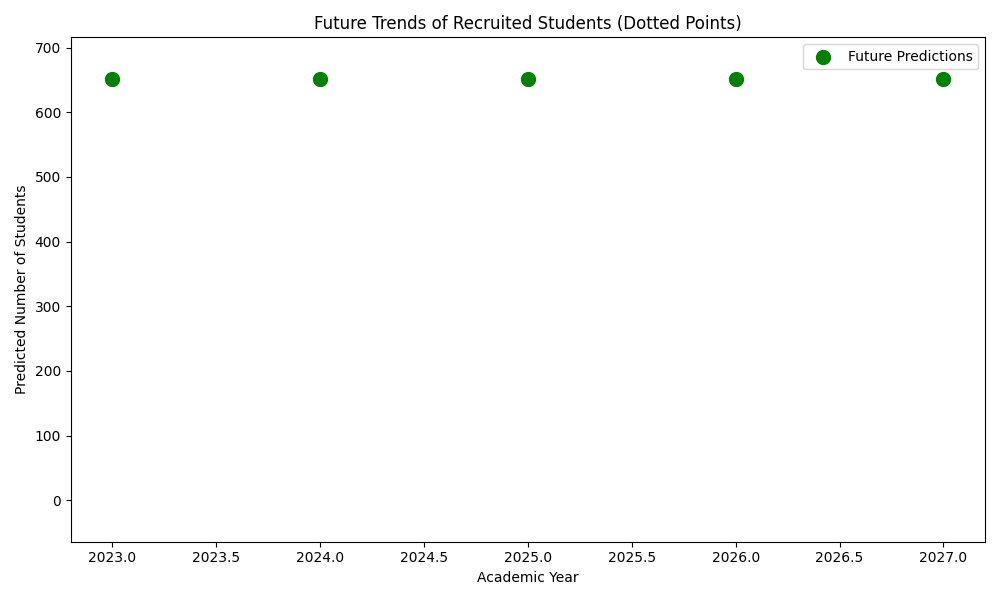 Future Trends of Recruited Students (Dotted Points)
Future Predictions
700
600
500
400
300
200
100
0
Predicted Number of Students
2023.0 2023.5 2024.0 2024.5 2025.0 2025.5 2026.0 2026.5 2027.0
Academic Year